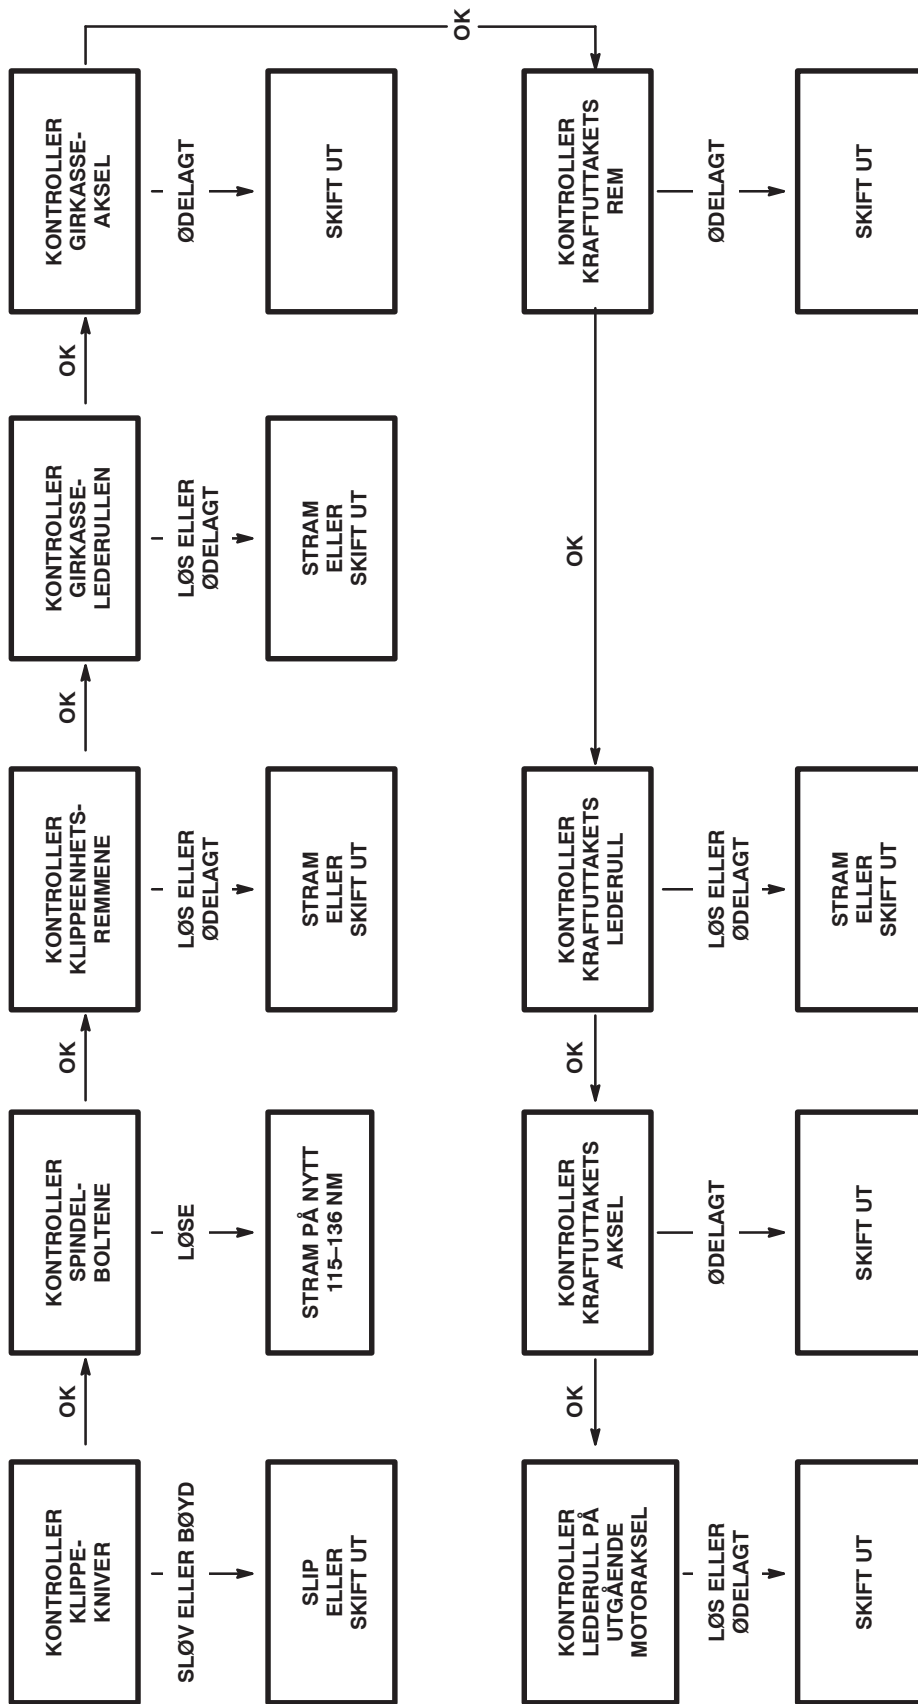 KONTROLLER
KLIPPE-
KNIVER
OK
KONTROLLER
SPINDEL-
BOLTENE
OK
KONTROLLER
KLIPPEENHETS-
REMMENE
OK
KONTROLLER
GIRKASSE-
LEDERULLEN
OK
KONTROLLER
GIRKASSE-
AKSEL
SLØV ELLER BØYD
LØSE
LØS ELLER
ØDELAGT
LØS ELLER
ØDELAGT
ØDELAGT
SLIP
ELLER
SKIFT UT
STRAM PÅ NYTT
115–136 NM
STRAM
ELLER
SKIFT UT
STRAM
ELLER
SKIFT UT
SKIFT UT
OK
KONTROLLER
LEDERULL PÅ
UTGÅENDE
MOTORAKSEL
OK
KONTROLLER
KRAFTUTTAKETS
AKSEL
OK
KONTROLLER
KRAFTUTTAKETS
LEDERULL
OK
KONTROLLER
KRAFTUTTAKETS
REM
LØS ELLER
ØDELAGT
ØDELAGT
LØS ELLER
ØDELAGT
ØDELAGT
SKIFT UT
SKIFT UT
STRAM
ELLER
SKIFT UT
SKIFT UT